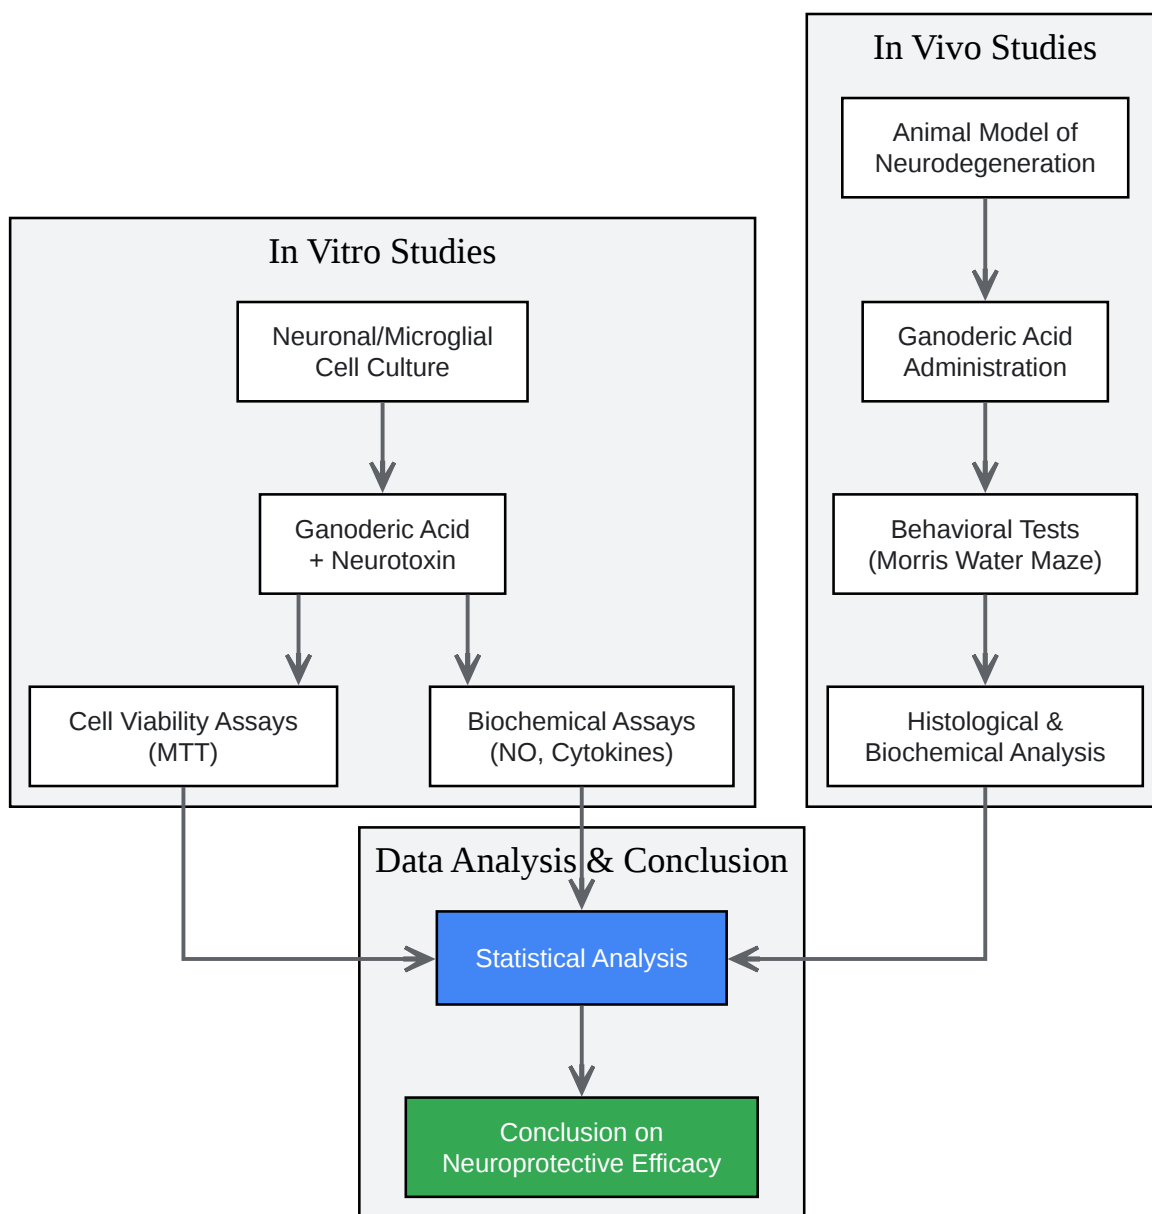 In Vitro Studies
Neuronal/Microglial
Cell Culture
Ganoderic Acid
+ Neurotoxin
Cell Viability Assays
(MTT)
Biochemical Assays
(NO, Cytokines)
In Vivo Studies
Animal Model of
Neurodegeneration
Ganoderic Acid
Administration
Behavioral Tests
(Morris Water Maze)
Histological &
Biochemical Analysis
Data Analysis & Conclusion
Statistical Analysis
Conclusion on
Neuroprotective Efficacy